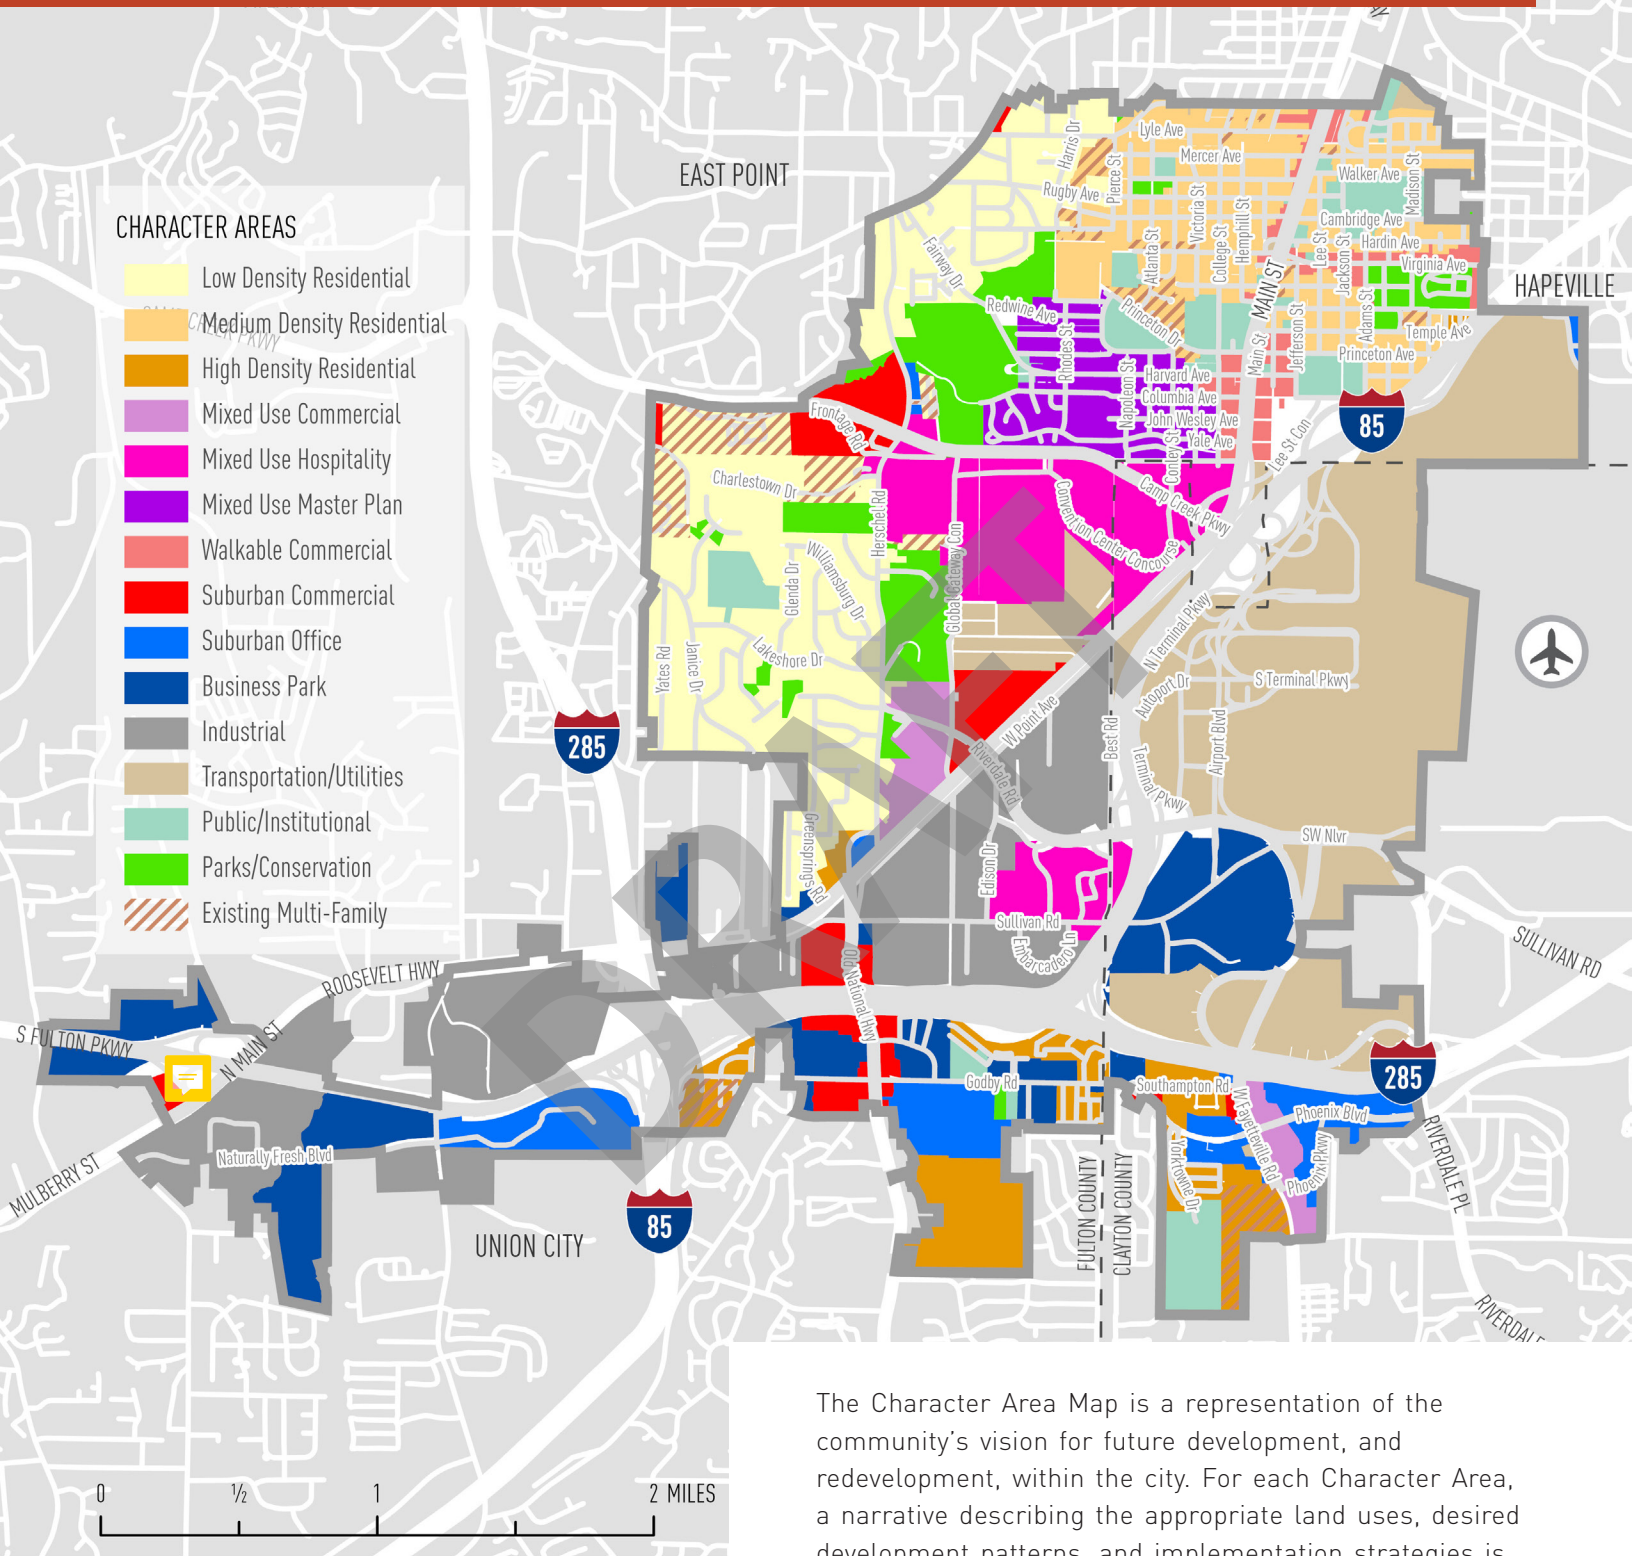 EAST POINT
HAPEVILLE
CHARACTER AREAS
Low Density Residential
Medium Density Residential
High Density Residential
Mixed Use Commercial
Mixed Use Hospitality
Mixed Use Master Plan
Walkable Commercial
Suburban Commercial
Suburban Office
Business Park
Industrial
Transportation/Utilities
Public/Institutional
Parks/Conservation
Existing Multi-Family
Lyle Ave
Harris Dr
Mercer Ave
Pierce St
Rugby Ave
Walker Ave
Madison St
Victoria St
Hemphill St
College St
Atlanta St
Cambridge Ave
Lee St
Jackson St
Hardin Ave
Virginia Ave
Fairway Dr
MAIN ST
Redwine Ave
Princeton Dr
Rhodes St
Main St
Jefferson St
Adams St
Temple Ave
Princeton Ave
Napoleon St
Harvard Ave
Columbia Ave
John Wesley Ave
Yale Ave
Conley St
Lee St Con
85
Frontage Rd
Charlestown Dr
Herschel Rd
Camp Creek Pkwy
Convention Center Concourse
Global Gateway Con
Williamsburg Dr
Glenda Dr
Lakeshore Dr
Yates Rd
Janice Dr
N Terminal Pkwy
S Terminal Pkwy
Autoport Dr
Airport Blvd
Terminal Pkwy
Best Rd
W Point Ave
Riverdale Rd
285
Greensprings Rd
Edison Dr
SW Nlvr
Sullivan Rd
Embarcadero Ln
SULLIVAN RD
Old National Hwy
ROOSEVELT HWY
S FULTON PKWY
N MAIN ST
MULBERRY ST
Naturally Fresh Blvd
Godby Rd
Southampton Rd
W Fayetteville Rd
Phoenix Blvd
Phoenix Pkwy
Yorktowne Dr
285
RIVERDALE PL
FULTON COUNTY
CLAYTON COUNTY
85
UNION CITY
DRAFT
0 ½ 1 2 MILES
The Character Area Map is a representation of the
community's vision for future development, and
redevelopment, within the city. For each Character Area,
a narrative describing the appropriate land uses, desired
development patterns, and implementation strategies is